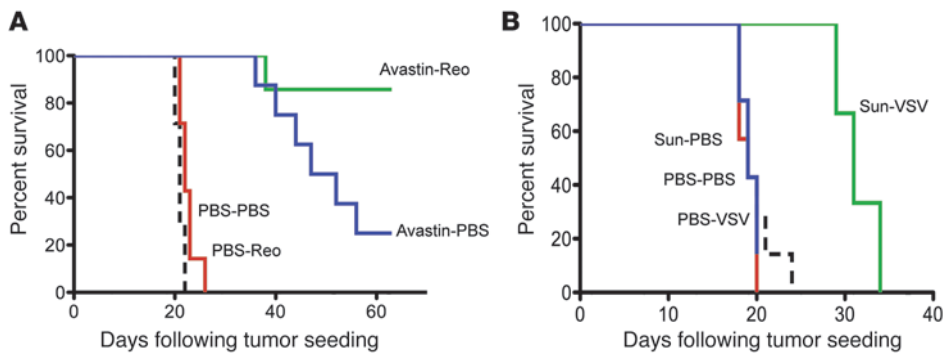 A
Percent survival
100
80
60
40
20
0
Avastin-Reo
PBS-PBS
PBS-Reo
Avastin-PBS
0
20
40
60
Days following tumor seeding
B
Percent survival
100
80
60
40
20
0
Sun-VSV
Sun-PBS
PBS-PBS
PBS-VSV
0
10
20
30
40
Days following tumor seeding